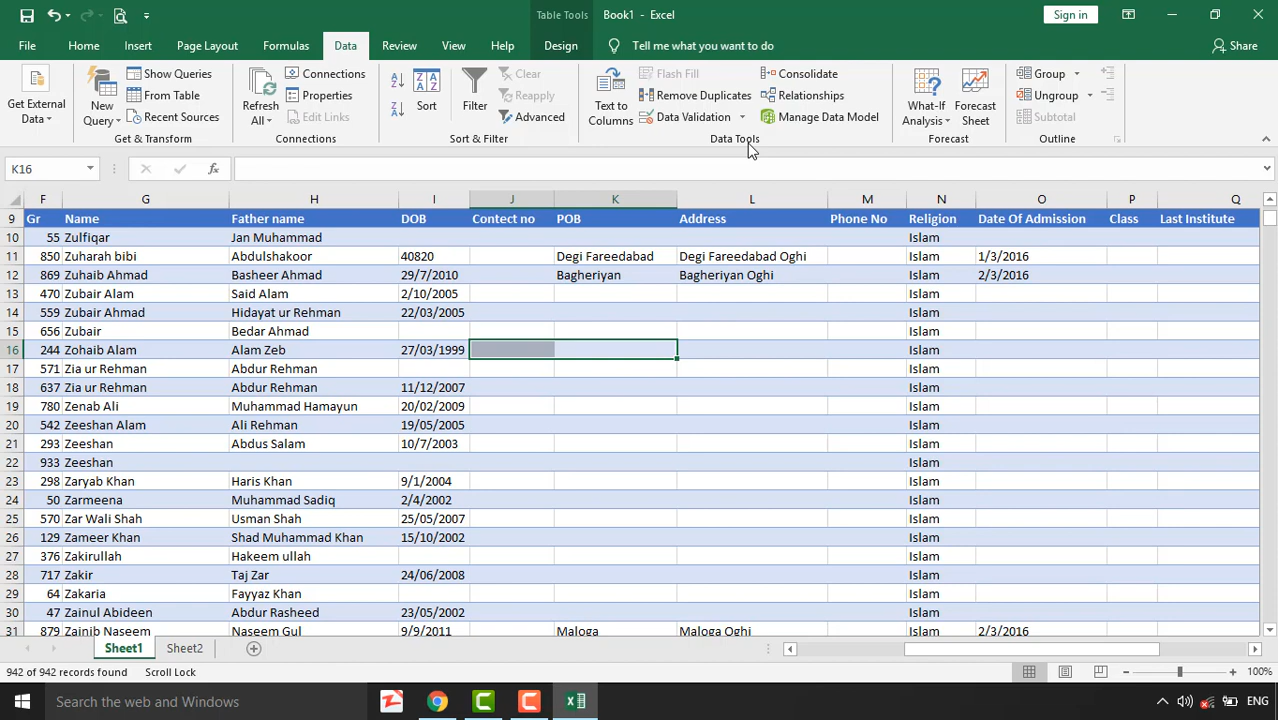 Table Tools
Book1 - Excel
Sign in
File
Home
Insert
Page Layout
Formulas
Data
Review
View
Help
Design
Tell me what you want to do
Share
Get External
Data
New
Query
Show Queries
From Table
Recent Sources
Get & Transform
Refresh
All
Connections
Properties
Edit Links
Connections
Sort
Filter
Clear
Reapply
Advanced
Sort & Filter
Text to
Columns
Flash Fill
Remove Duplicates
Data Validation
Consolidate
Relationships
Manage Data Model
Data Tools
What-If
Analysis
Forecast
Sheet
Forecast
Group
Ungroup
Subtotal
Outline
K16
fx
F G H I J K L M N O P Q
9 Gr Name Father name DOB Contect no POB Address Phone No Religion Date Of Admission Class Last Institute
10 55 Zulfiqar Jan Muhammad Islam
11 850 Zuharah bibi Abdulshakoor 40820 Degi Fareedabad Degi Fareedabad Oghi Islam 1/3/2016
12 869 Zuhaib Ahmad Basheer Ahmad 29/7/2010 Bagheriyan Bagheriyan Oghi Islam 2/3/2016
13 470 Zubair Alam Said Alam 2/10/2005 Islam
14 559 Zubair Ahmad Hidayat ur Rehman 22/03/2005 Islam
15 656 Zubair Bedar Ahmad Islam
16 244 Zohaib Alam Alam Zeb 27/03/1999 Islam
17 571 Zia ur Rehman Abdur Rehman Islam
18 637 Zia ur Rehman Abdur Rehman 11/12/2007 Islam
19 780 Zenab Ali Muhammad Hamayun 20/02/2009 Islam
20 542 Zeeshan Alam Ali Rehman 19/05/2005 Islam
21 293 Zeeshan Abdus Salam 10/7/2003 Islam
22 933 Zeeshan Islam
23 298 Zaryab Khan Haris Khan 9/1/2004 Islam
24 50 Zarmeena Muhammad Sadiq 2/4/2002 Islam
25 570 Zar Wali Shah Usman Shah 25/05/2007 Islam
26 129 Zameer Khan Shad Muhammad Khan 15/10/2002 Islam
27 376 Zakirullah Hakeem ullah Islam
28 717 Zakir Taj Zar 24/06/2008 Islam
29 64 Zakaria Fayyaz Khan Islam
30 47 Zainul Abideen Abdur Rasheed 23/05/2002 Islam
31 879 Zainib Naseem Naseem Gul 9/9/2011 Maloga Maloga Oghi Islam 2/3/2016
Sheet1
Sheet2
942 of 942 records found
Scroll Lock
100%
Search the web and Windows
ENG